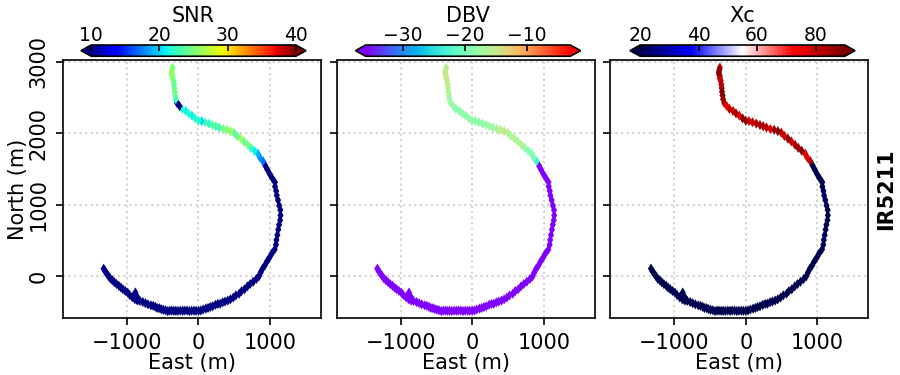 SNR DBV Xc
10 20 30 40 −30 −20 −10 20 40 60 80
3000
2000
1000
0
North (m)
IR5211
−1000 0 1000 −1000 0 1000 −1000 0 1000
East (m) East (m) East (m)